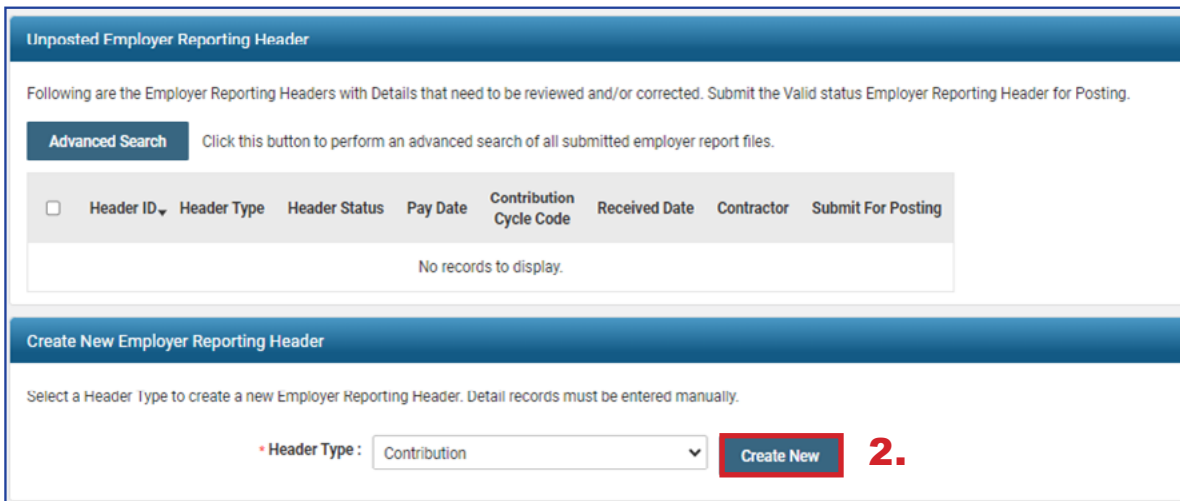 Unposted Employer Reporting Header
Following are the Employer Reporting Headers with Details that need to be reviewed and/or corrected. Submit the Valid status Employer Reporting Header for Posting.
Advanced Search Click this button to perform an advanced search of all submitted employer report files.
Header ID Header Type Header Status Pay Date Contribution Cycle Code Received Date Contractor Submit For Posting
No records to display.
Create New Employer Reporting Header
Select a Header Type to create a new Employer Reporting Header. Detail records must be entered manually.
* Header Type : Contribution Create New 2.